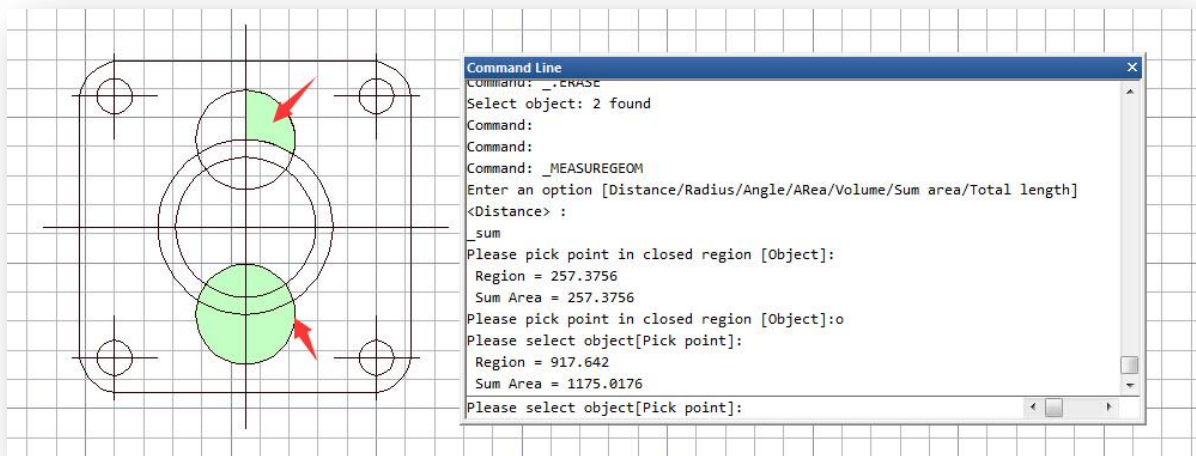 Command Line
Command: _.ERASE
Select object: 2 found
Command:
Command:
Command: _MEASUREGEOM
Enter an option [Distance/Radius/Angle/ARea/Volume/Sum area/Total length]
<Distance> :
_sum
Please pick point in closed region [Object]:
Region = 257.3756
Sum Area = 257.3756
Please pick point in closed region [Object]:o
Please select object[Pick point]:
Region = 917.642
Sum Area = 1175.0176
Please select object[Pick point]: